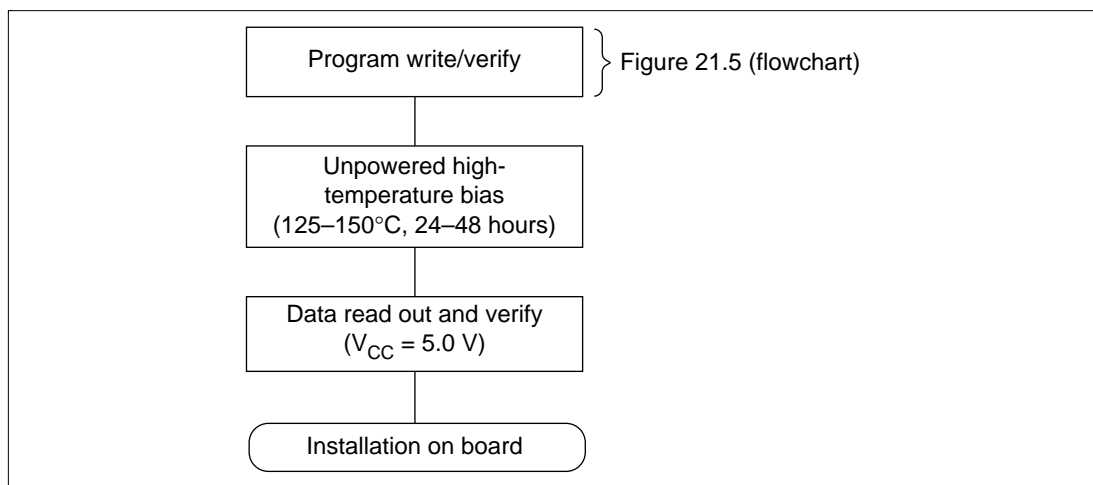 Program write/verify
Figure 21.5 (flowchart)
Unpowered high-
temperature bias
(125–150°C, 24–48 hours)
Data read out and verify
(VCC = 5.0 V)
Installation on board